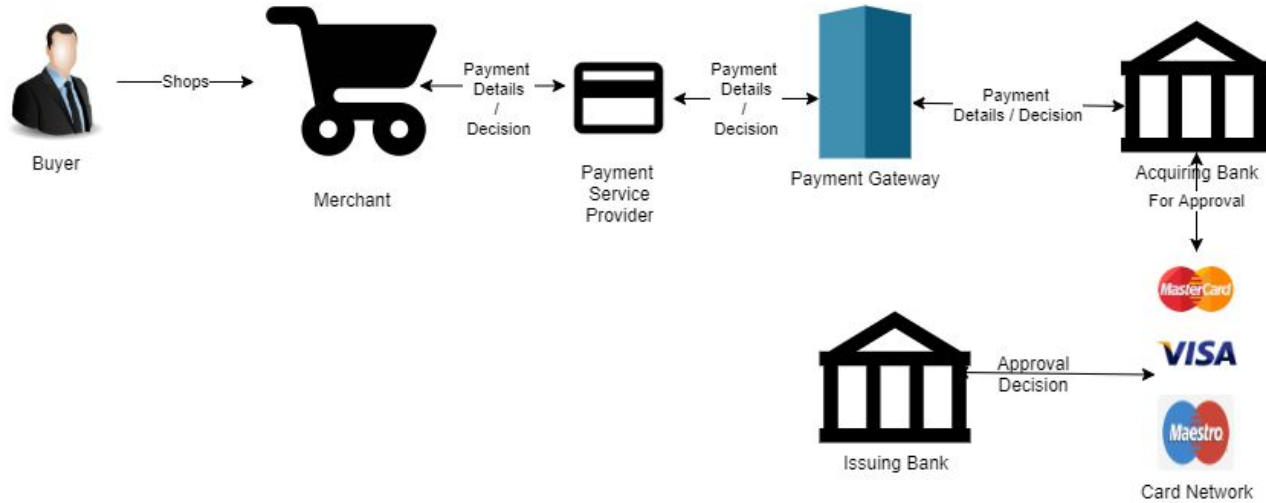 Buyer
Shops
Merchant
Payment
Details
/
Decision
Payment
Service
Provider
Payment
Details
/
Decision
Payment Gateway
Payment
Details / Decision
Acquiring Bank
For Approval
MasterCard
VISA
Maestro
Card Network
Approval
Decision
Issuing Bank